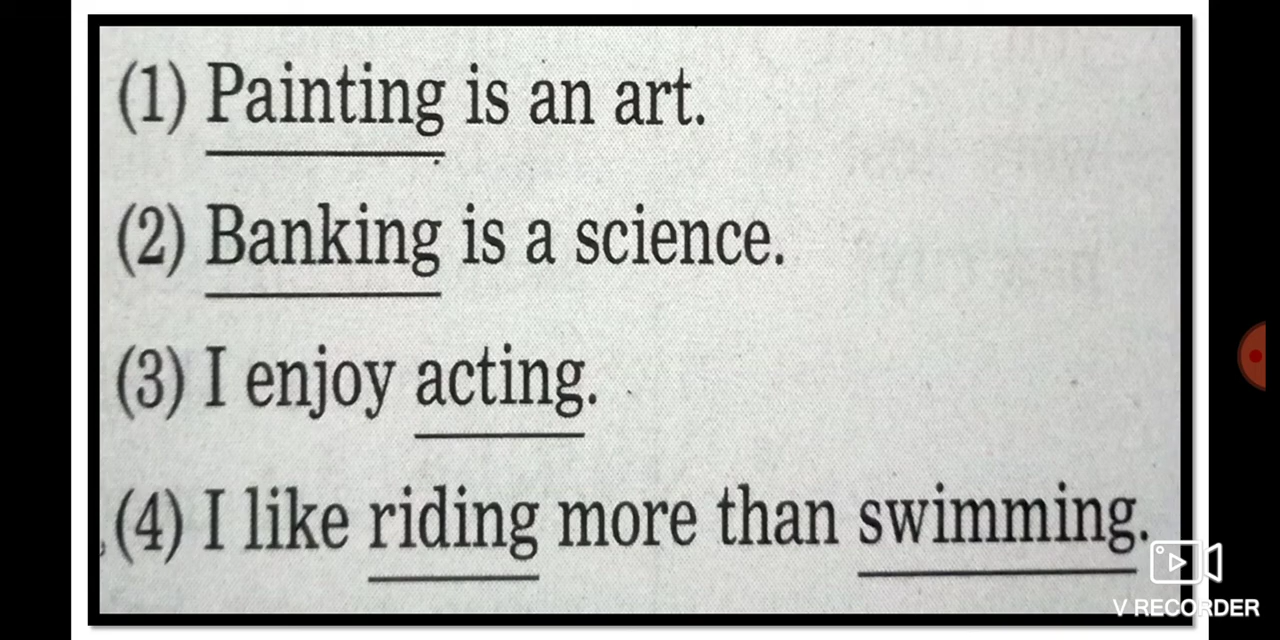 (1) Painting is an art.
(2) Banking is a science.
(3) I enjoy acting.
(4) I like riding more than swimming.
V RECORDER